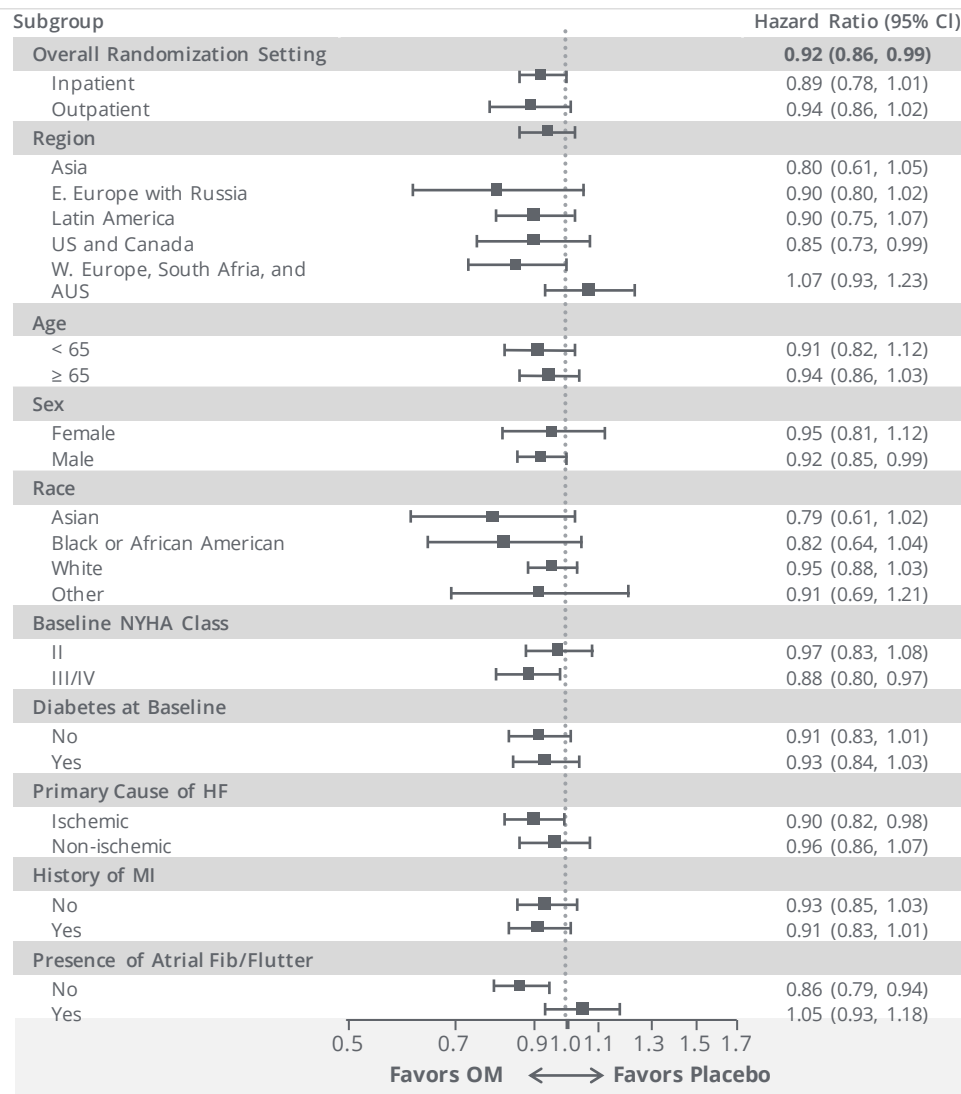 Subgroup Hazard Ratio (95% Cl)
Overall Randomization Setting 0.92 (0.86, 0.99)
Inpatient 0.89 (0.78, 1.01)
Outpatient 0.94 (0.86, 1.02)
Region
Asia 0.80 (0.61, 1.05)
E. Europe with Russia 0.90 (0.80, 1.02)
Latin America 0.90 (0.75, 1.07)
US and Canada 0.85 (0.73, 0.99)
W. Europe, South Afria, and
AUS 1.07 (0.93, 1.23)
Age
< 65 0.91 (0.82, 1.12)
≥ 65 0.94 (0.86, 1.03)
Sex
Female 0.95 (0.81, 1.12)
Male 0.92 (0.85, 0.99)
Race
Asian 0.79 (0.61, 1.02)
Black or African American 0.82 (0.64, 1.04)
White 0.95 (0.88, 1.03)
Other 0.91 (0.69, 1.21)
Baseline NYHA Class
II 0.97 (0.83, 1.08)
III/IV 0.88 (0.80, 0.97)
Diabetes at Baseline
No 0.91 (0.83, 1.01)
Yes 0.93 (0.84, 1.03)
Primary Cause of HF
Ischemic 0.90 (0.82, 0.98)
Non-ischemic 0.96 (0.86, 1.07)
History of MI
No 0.93 (0.85, 1.03)
Yes 0.91 (0.83, 1.01)
Presence of Atrial Fib/Flutter
No 0.86 (0.79, 0.94)
Yes 1.05 (0.93, 1.18)
0.5 0.7 0.9 1.0 1.1 1.3 1.5 1.7
Favors OM Favors Placebo